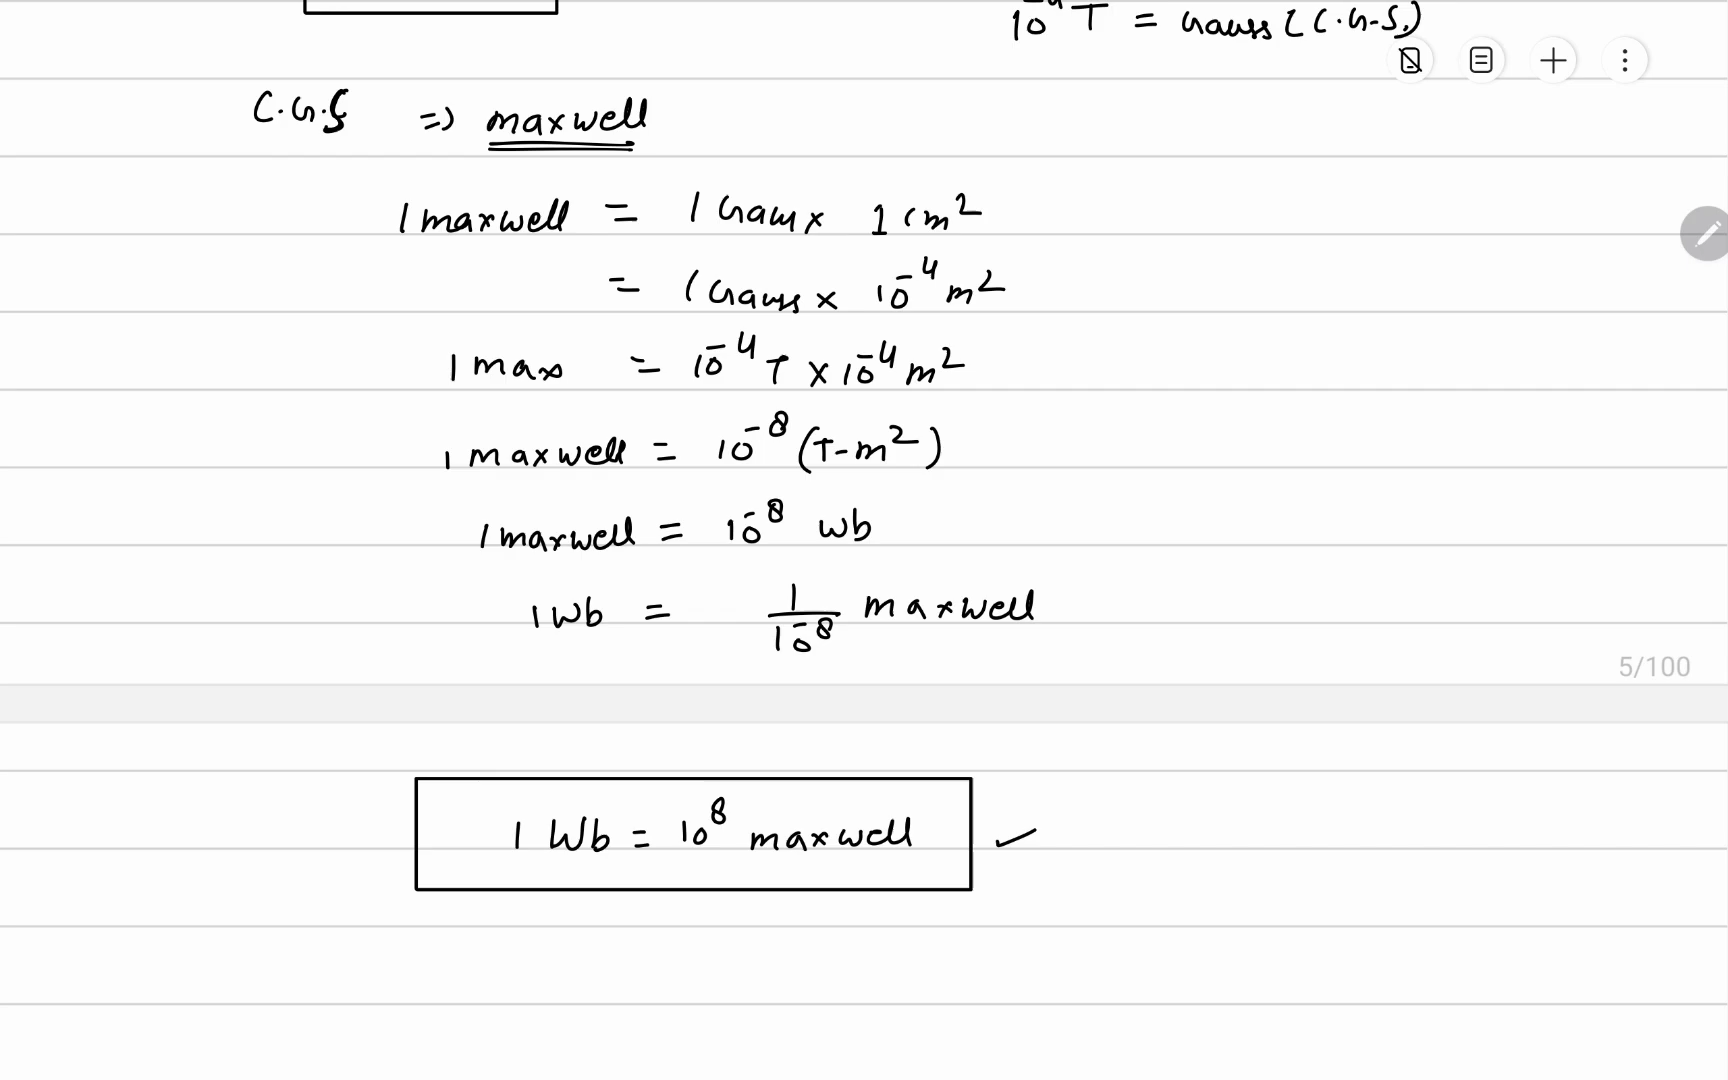 10⁻⁴ T = Gauss [C.G.S.)
C.G.S => maxwell
1 maxwell = 1 Gauss x 1 cm²
= 1 Gauss x 10⁻⁴ m²
1 max = 10⁻⁴ T x 10⁻⁴ m²
1 maxwell = 10⁻⁸ (T-m²)
1 maxwell = 10⁻⁸ wb
1 wb = 1/10⁻⁸ maxwell
5/100
1 Wb = 10⁸ maxwell ✓